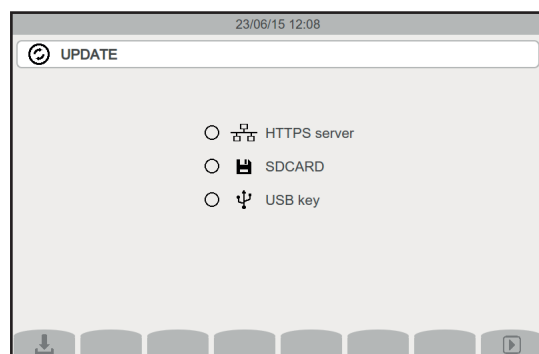 23/06/15 12:08
UPDATE
HTTPS server
SDCARD
USB key